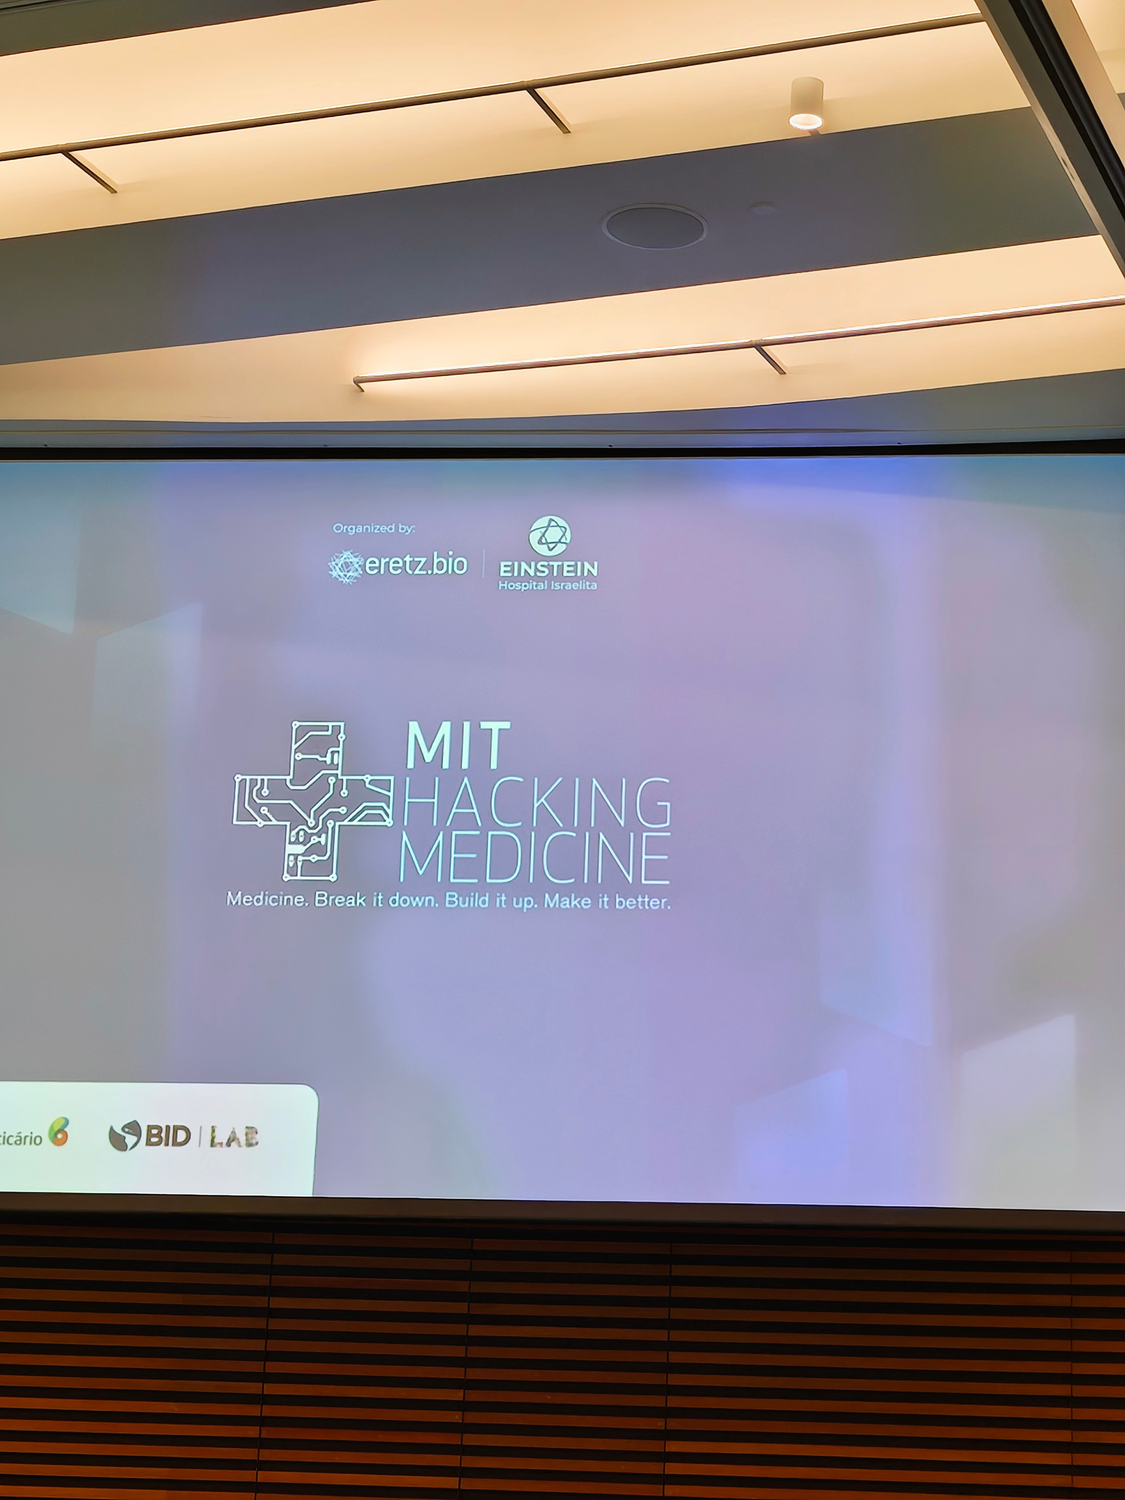 Organized by:
eretz.bio
EINSTEIN
Hospital Israelita
MIT
HACKING
MEDICINE
Medicine. Break it down. Build it up. Make it better.
BID | LAB